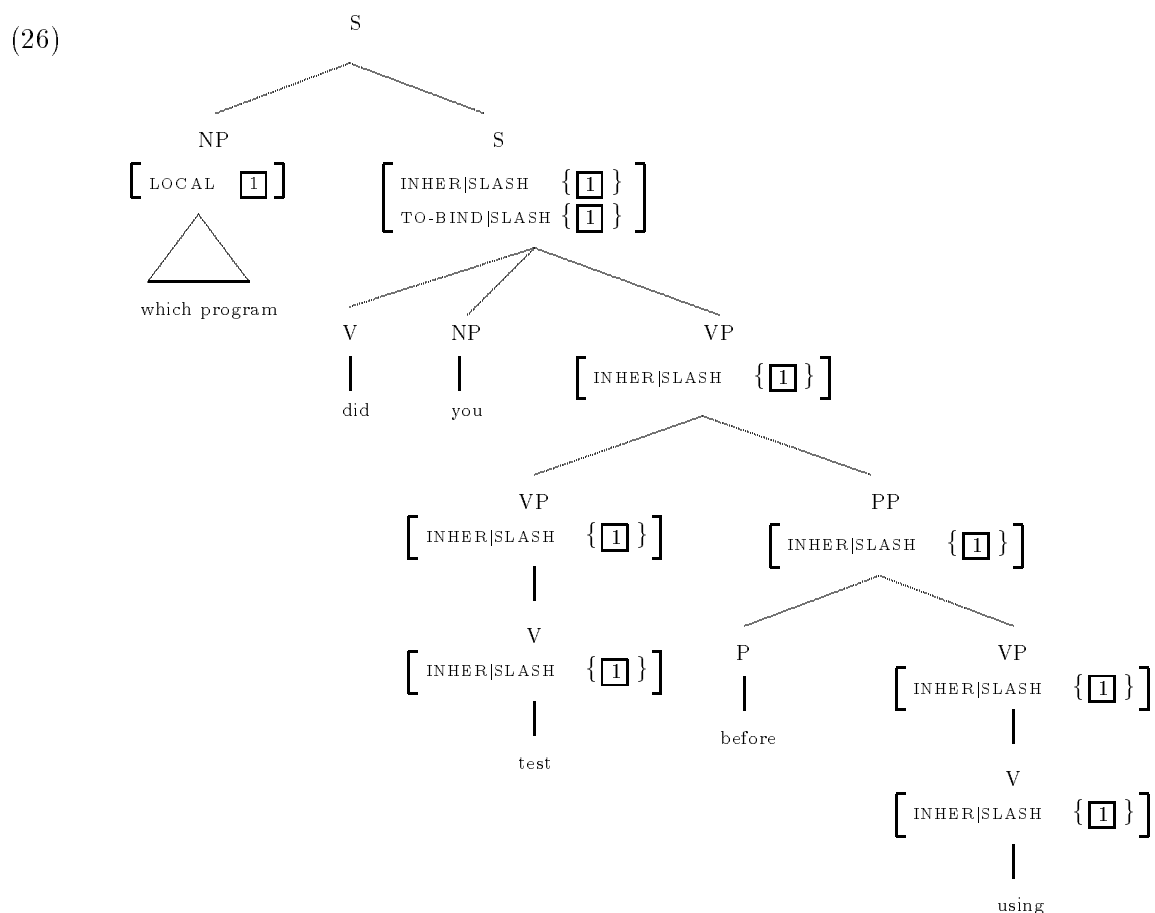 (26)
S
NP S
[ LOCAL 1 ] [ INHER|SLASH { 1 }
TO-BIND|SLASH { 1 } ]
which program
V NP VP
[ INHER|SLASH { 1 } ]
did you
VP PP
[ INHER|SLASH { 1 } ] [ INHER|SLASH { 1 } ]
V P VP
[ INHER|SLASH { 1 } ] [ INHER|SLASH { 1 } ]
before
test
V
[ INHER|SLASH { 1 } ]
using